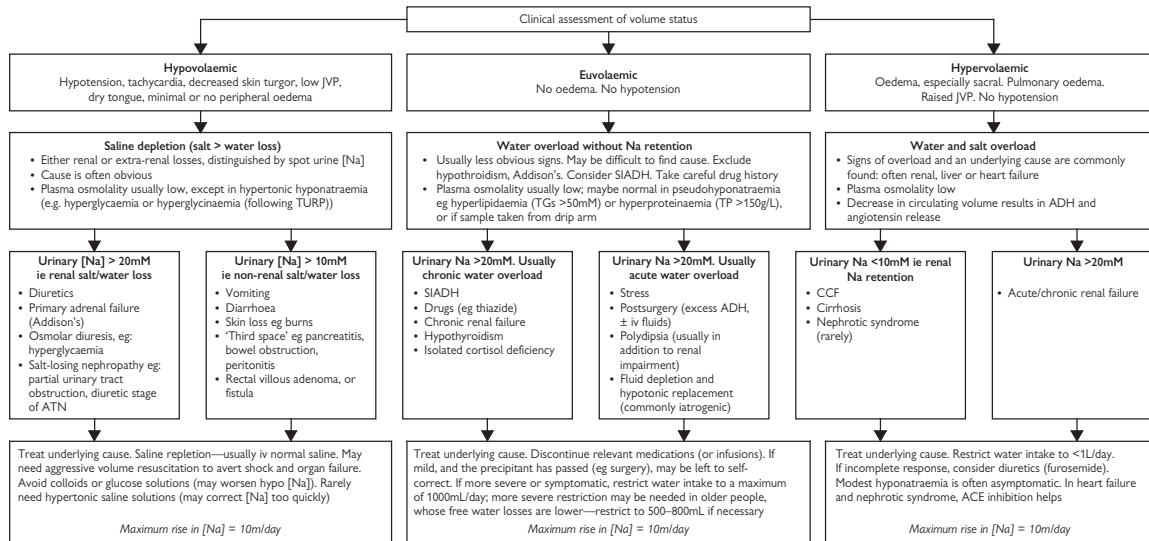 Clinical assessment of volume status
Hypovolaemic
Hypotension, tachycardia, decreased skin turgor, low JVP,
dry tongue, minimal or no peripheral oedema
Euvolaemic
No oedema. No hypotension
Hypervolaemic
Oedema, especially sacral. Pulmonary oedema.
Raised JVP. No hypotension
Saline depletion (salt > water loss)
• Either renal or extra-renal losses, distinguished by spot urine [Na]
• Cause is often obvious
• Plasma osmolality usually low, except in hypertonic hyponatraemia
(e.g. hyperglycaemia or hyperglycinaemia (following TURP))
Water overload without Na retention
• Usually less obvious signs. May be difficult to find cause. Exclude
hypothroidism, Addison's. Consider SIADH. Take careful drug history
• Plasma osmolality usually low; maybe normal in pseudohyponatraemia
eg hyperlipidaemia (TGs >50mM) or hyperproteinaemia (TP >150g/L),
or if sample taken from drip arm
Water and salt overload
• Signs of overload and an underlying cause are commonly
found: often renal, liver or heart failure
• Plasma osmolality low
• Decrease in circulating volume results in ADH and
angiotensin release
Urinary [Na] > 20mM
ie renal salt/water loss
• Diuretics
• Primary adrenal failure
(Addison's)
• Osmolar diuresis, eg:
hyperglycaemia
• Salt-losing nephropathy eg:
partial urinary tract
obstruction, diuretic stage
of ATN
Urinary [Na] > 10mM
ie non-renal salt/water loss
• Vomiting
• Diarrhoea
• Skin loss eg burns
• 'Third space' eg pancreatitis,
bowel obstruction,
peritonitis
• Rectal villous adenoma, or
fistula
Urinary Na >20mM. Usually
chronic water overload
• SIADH
• Drugs (eg thiazide)
• Chronic renal failure
• Hypothyroidism
• Isolated cortisol deficiency
Urinary Na >20mM. Usually
acute water overload
• Stress
• Postsurgery (excess ADH,
± iv fluids)
• Polydipsia (usually in
addition to renal
impairment)
• Fluid depletion and
hypotonic replacement
(commonly iatrogenic)
Urinary Na <10mM ie renal
Na retention
• CCF
• Cirrhosis
• Nephrotic syndrome
(rarely)
Urinary Na >20mM
• Acute/chronic renal failure
Treat underlying cause. Saline repletion—usually iv normal saline. May
need aggressive volume resuscitation to avert shock and organ failure.
Avoid colloids or glucose solutions (may worsen hypo [Na]). Rarely
need hypertonic saline solutions (may correct [Na] too quickly)
Maximum rise in [Na] = 10m/day
Treat underlying cause. Discontinue relevant medications (or infusions). If
mild, and the precipitant has passed (eg surgery), may be left to self-
correct. If more severe or symptomatic, restrict water intake to a maximum
of 1000mL/day; more severe restriction may be needed in older people,
whose free water losses are lower—restrict to 500–800mL if necessary
Maximum rise in [Na] = 10m/day
Treat underlying cause. Restrict water intake to <1L/day.
If incomplete response, consider diuretics (furosemide).
Modest hyponatraemia is often asymptomatic. In heart failure
and nephrotic syndrome, ACE inhibition helps
Maximum rise in [Na] = 10m/day